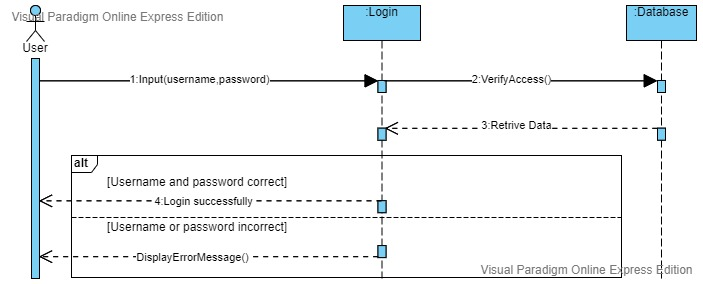 Visual Paradigm Online Express Edition
:Login
:Database
User
1:Input(username,password)
2:VerifyAccess()
3:Retrive Data
alt
[Username and password correct]
4:Login successfully
[Username or password incorrect]
DisplayErrorMessage()
Visual Paradigm Online Express Edition